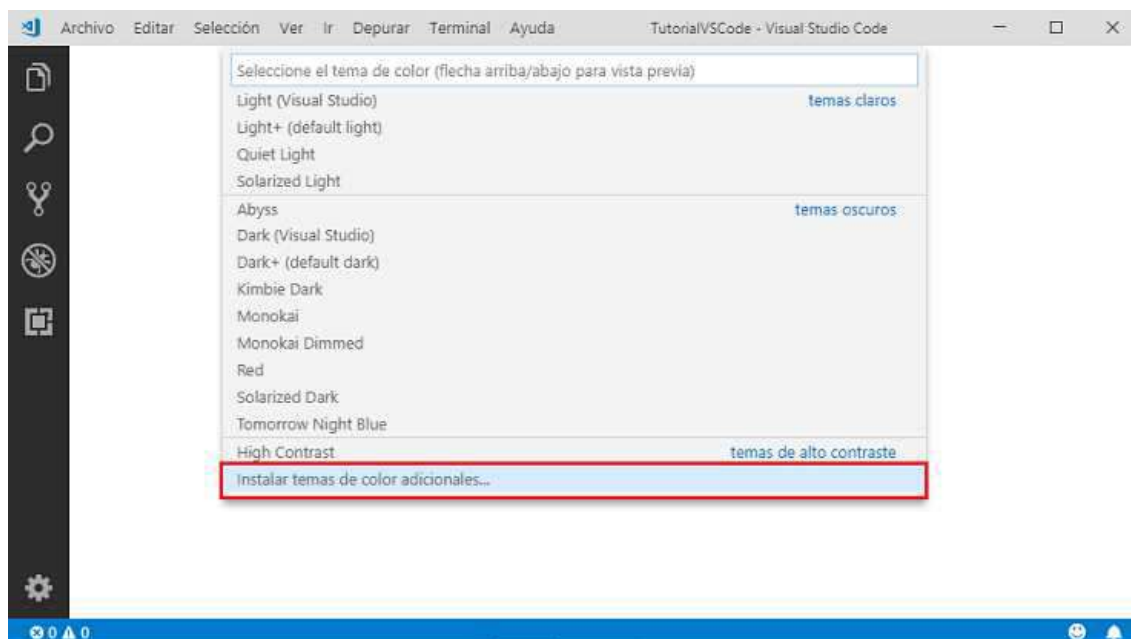 Archivo Editar Selección Ver Ir Depurar Terminal Ayuda TutorialVSCode - Visual Studio Code
Seleccione el tema de color (flecha arriba/abajo para vista previa)
Light (Visual Studio) temas claros
Light+ (default light)
Quiet Light
Solarized Light
Abyss temas oscuros
Dark (Visual Studio)
Dark+ (default dark)
Kimbie Dark
Monokai
Monokai Dimmed
Red
Solarized Dark
Tomorrow Night Blue
High Contrast temas de alto contraste
Instalar temas de color adicionales...
0 0